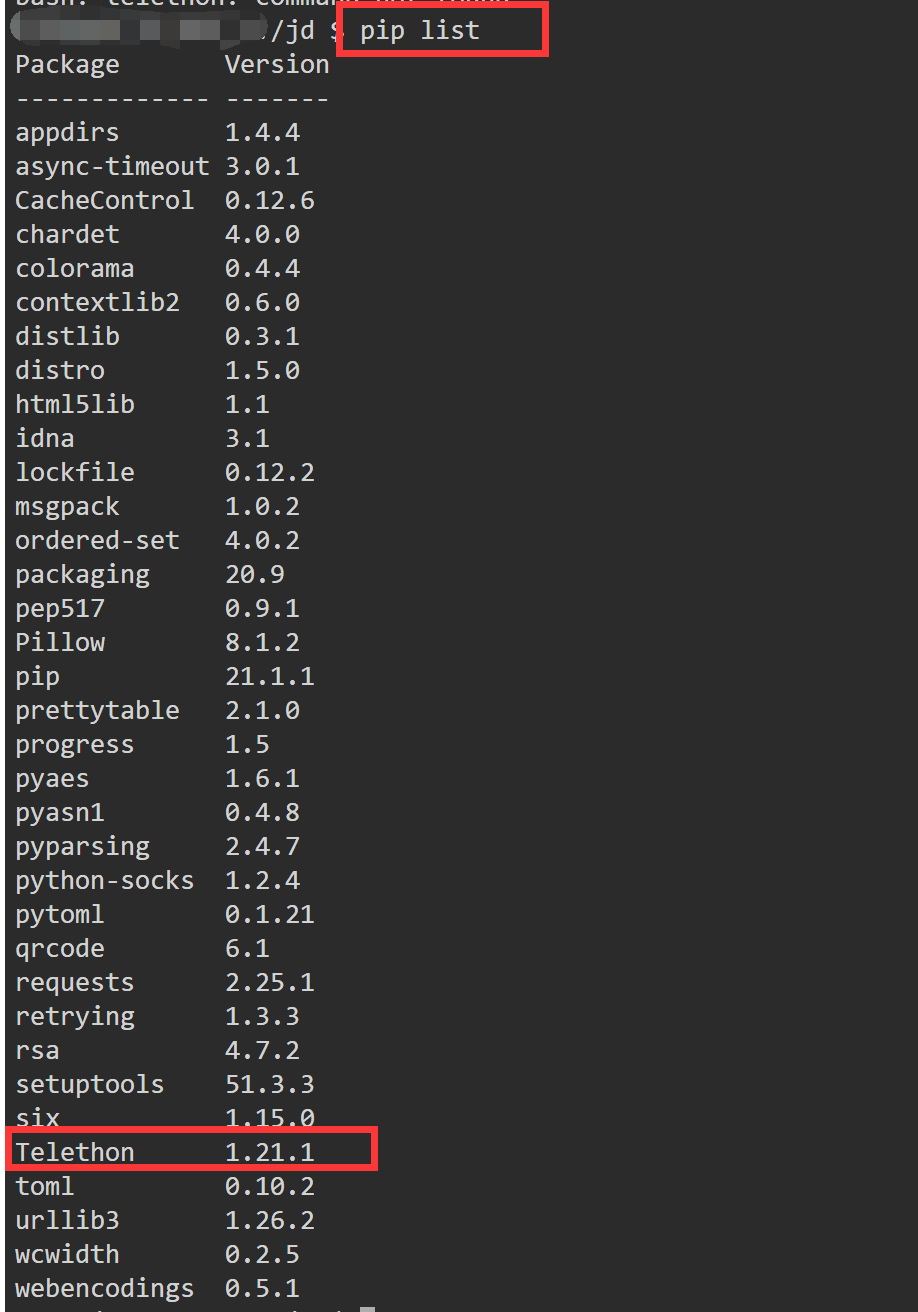 /jd $ pip list
Package       Version
------------- -------
appdirs       1.4.4
async-timeout 3.0.1
CacheControl  0.12.6
chardet       4.0.0
colorama      0.4.4
contextlib2   0.6.0
distlib       0.3.1
distro        1.5.0
html5lib      1.1
idna          3.1
lockfile      0.12.2
msgpack       1.0.2
ordered-set   4.0.2
packaging     20.9
pep517        0.9.1
Pillow        8.1.2
pip           21.1.1
prettytable   2.1.0
progress      1.5
pyaes         1.6.1
pyasn1        0.4.8
pyparsing     2.4.7
python-socks  1.2.4
pytoml        0.1.21
qrcode        6.1
requests      2.25.1
retrying      1.3.3
rsa           4.7.2
setuptools    51.3.3
six           1.15.0
Telethon      1.21.1
toml          0.10.2
urllib3       1.26.2
wcwidth       0.2.5
webencodings  0.5.1